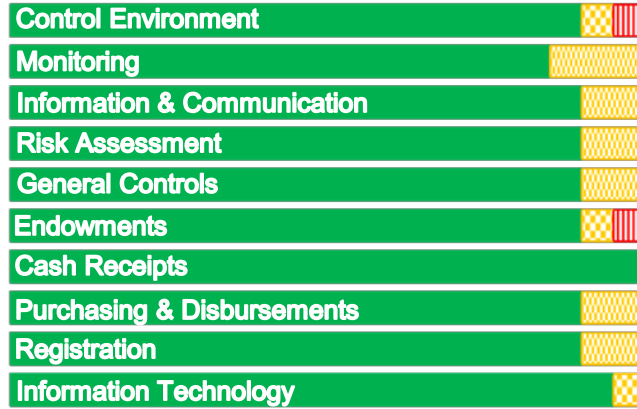 Control Environment
Monitoring
Information & Communication
Risk Assessment
General Controls
Endowments
Cash Receipts
Purchasing & Disbursements
Registration
Information Technology